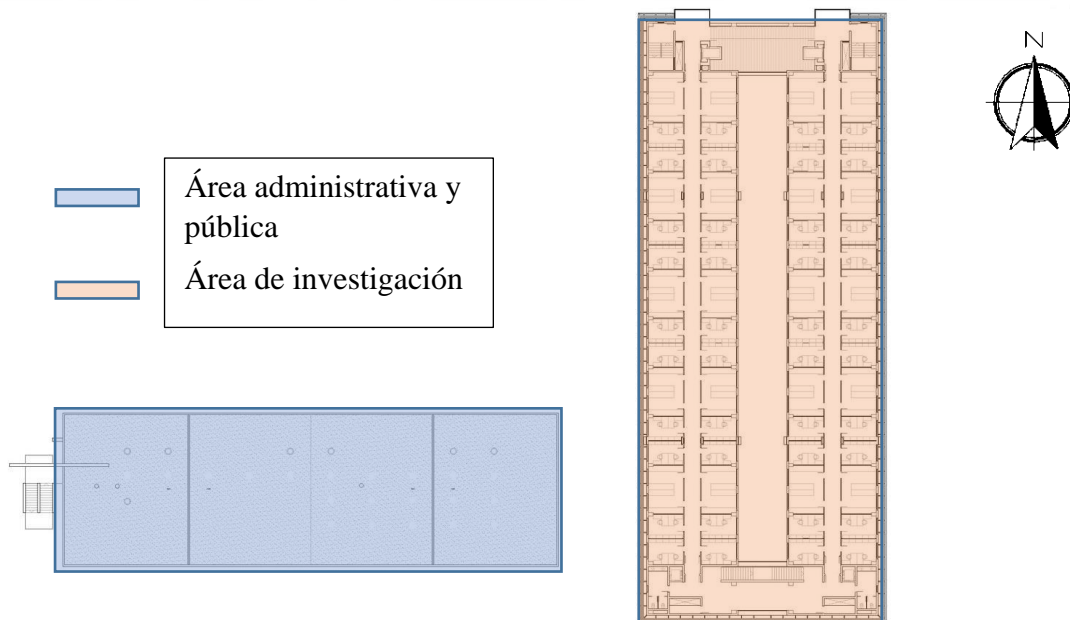 N
Área administrativa y
pública
Área de investigación